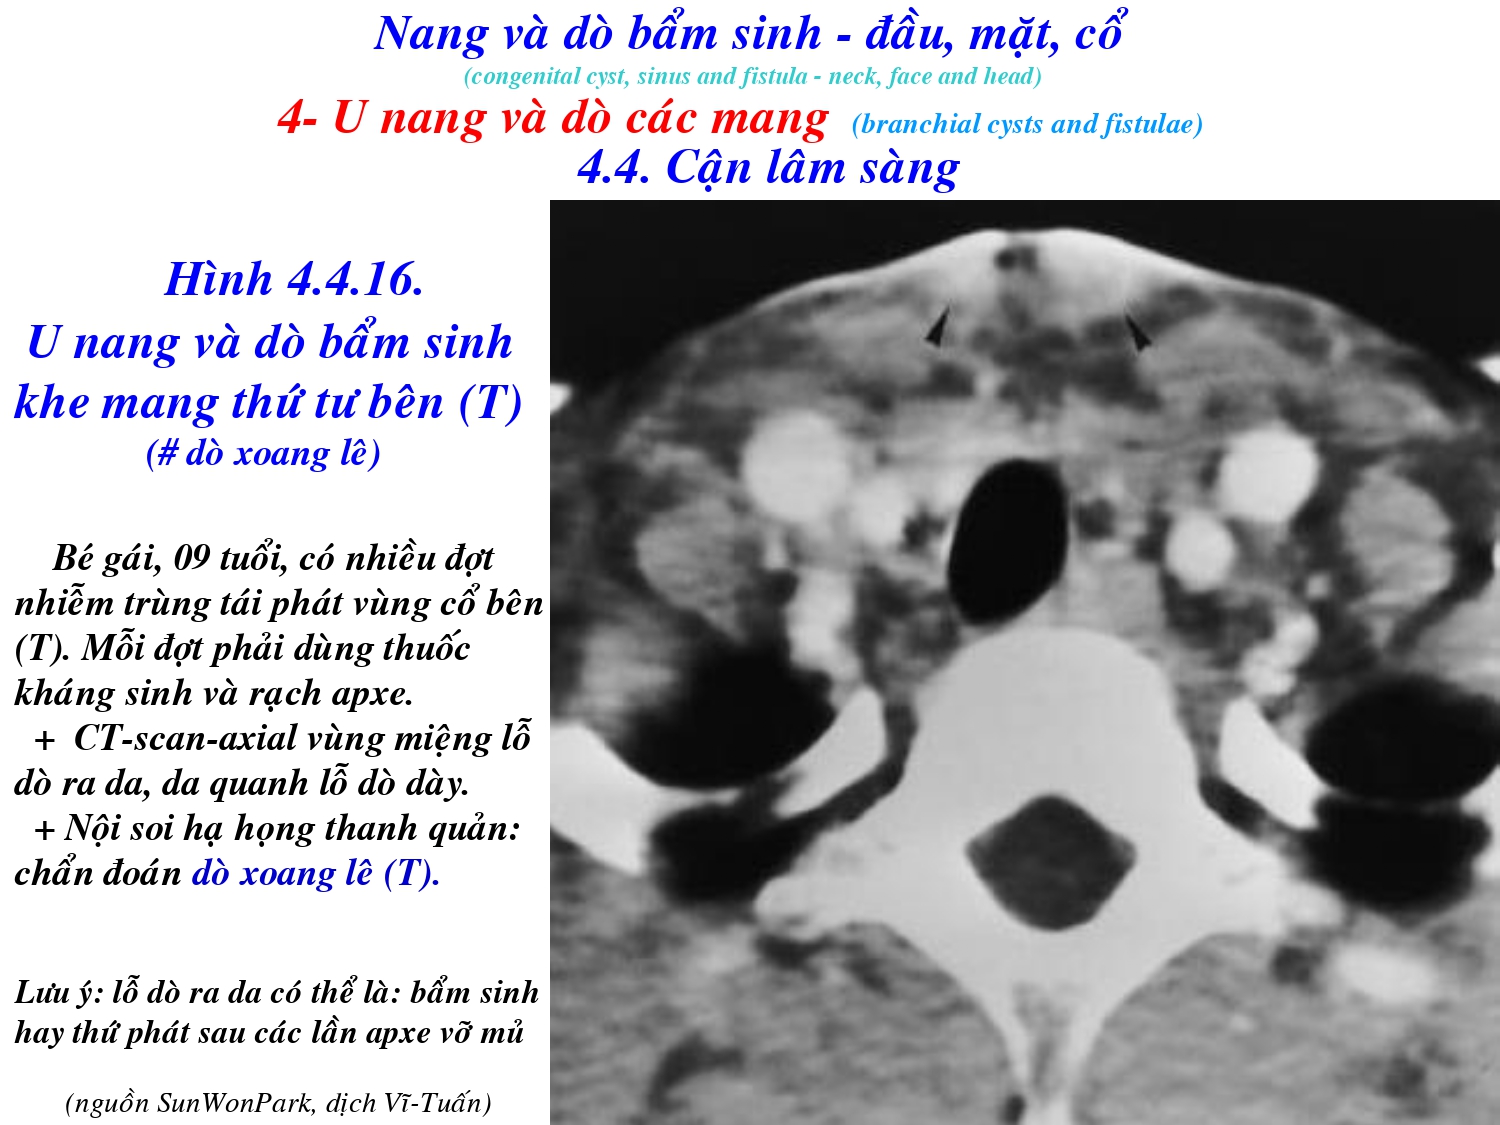 Nang và dò bẩm sinh - đầu, mặt, cổ
(congenital cyst, sinus and fistula - neck, face and head)
4- U nang và dò các mang (branchial cysts and fistulae)
4.4. Cận lâm sàng
Hình 4.4.16.
U nang và dò bẩm sinh
khe mang thứ tư bên (T)
(# dò xoang lê)
Bé gái, 09 tuổi, có nhiều đợt
nhiễm trùng tái phát vùng cổ bên
(T). Mỗi đợt phải dùng thuốc
kháng sinh và rạch apxe.
+ CT-scan-axial vùng miệng lỗ
dò ra da, da quanh lỗ dò dày.
+ Nội soi hạ họng thanh quản:
chẩn đoán dò xoang lê (T).
Lưu ý: lỗ dò ra da có thể là: bẩm sinh
hay thứ phát sau các lần apxe vỡ mủ
(nguồn SunWonPark, dịch Vĩ-Tuấn)